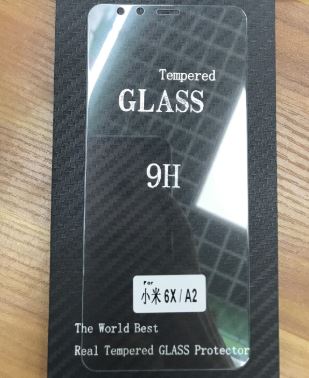 Tempered
GLASS
9H
For
小米 6X / A2
The World Best
Real Tempered GLASS Protector